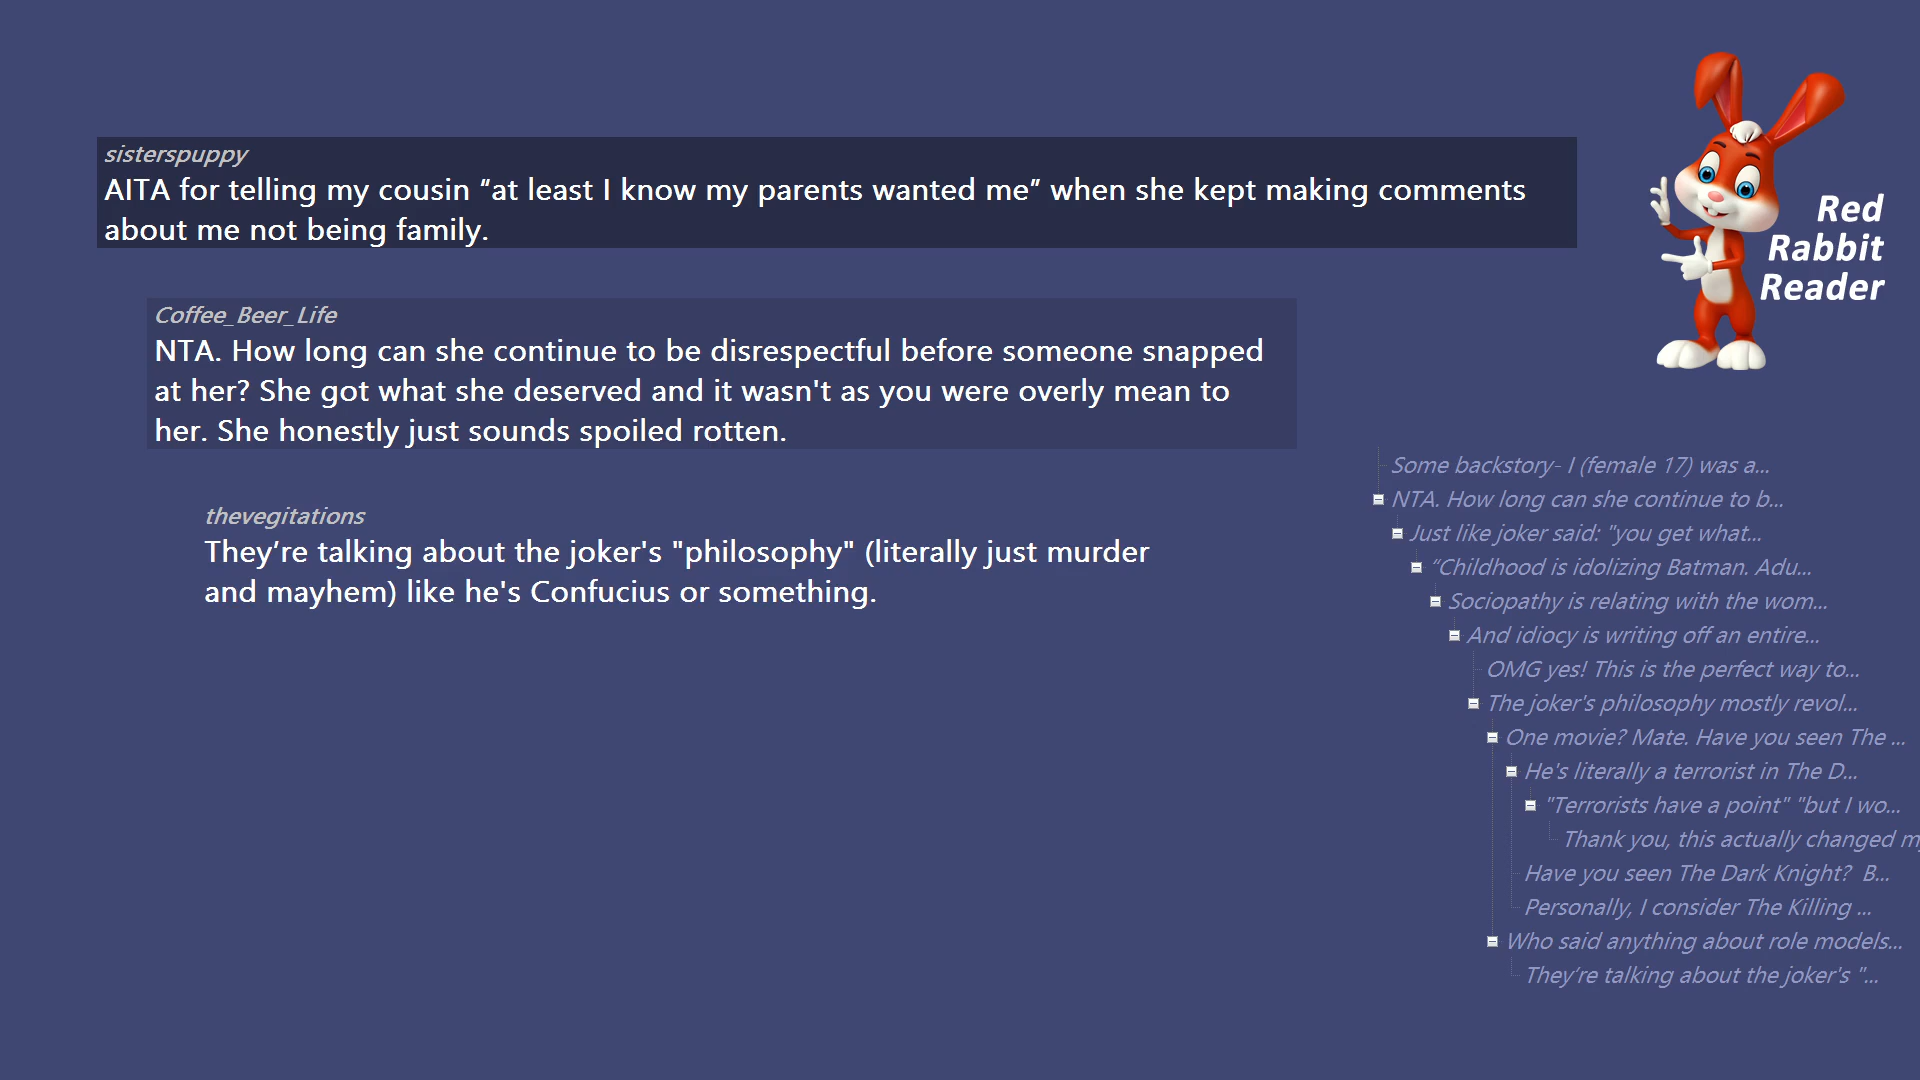 sisterspuppy
AITA for telling my cousin “at least I know my parents wanted me” when she kept making comments
about me not being family.
Coffee_Beer_Life
NTA. How long can she continue to be disrespectful before someone snapped
at her? She got what she deserved and it wasn't as you were overly mean to
her. She honestly just sounds spoiled rotten.
thevegitations
They’re talking about the joker's "philosophy" (literally just murder
and mayhem) like he's Confucius or something.
Red
Rabbit
Reader
Some backstory- I (female 17) was a...
NTA. How long can she continue to b...
Just like joker said: "you get what...
“Childhood is idolizing Batman. Adu...
Sociopathy is relating with the wom...
And idiocy is writing off an entire...
OMG yes! This is the perfect way to...
The joker's philosophy mostly revol...
One movie? Mate. Have you seen The ...
He's literally a terrorist in The D...
"Terrorists have a point" "but I wo...
Thank you, this actually changed my
Have you seen The Dark Knight?  B...
Personally, I consider The Killing ...
Who said anything about role models...
They’re talking about the joker's "...